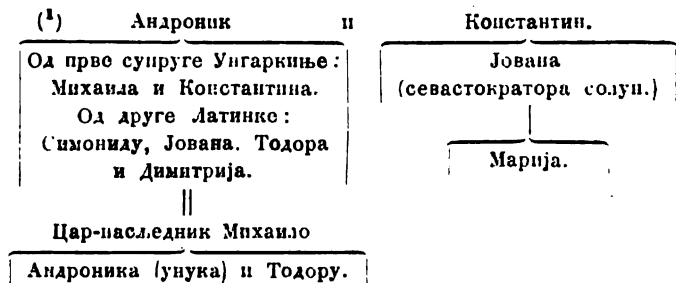 (¹) Андроник и Константин.
Од прве супруге Унгаркиње:
Михаила и Константина.
Од друге Латинке:
Симониду, Јована. Тодора
и Димитрија.
Јована
(севастократора солун.)
Марија.
Цар-наследник Михаило
Андроника (унука) и Тодору.